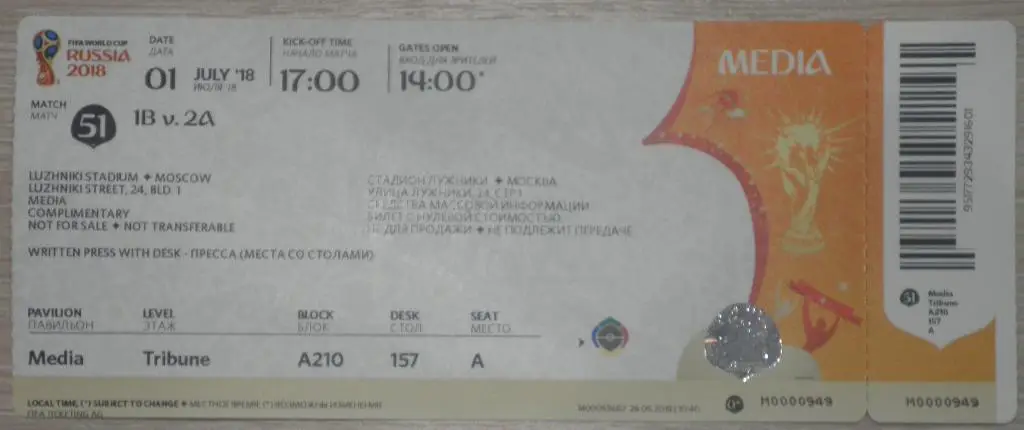 FIFA WORLD CUP
RUSSIA
2018
DATE
ДАТА
01 JULY '18
ИЮЛЯ '18
KICK-OFF TIME
НАЧАЛО МАТЧА
17:00
GATES OPEN
ВХОД ДЛЯ ЗРИТЕЛЕЙ
14:00*
MEDIA
MATCH
МАТЧ
51
1B v. 2A
LUZHNIKI STADIUM ✦ MOSCOW
LUZHNIKI STREET, 24, BLD. 1
MEDIA
COMPLIMENTARY
NOT FOR SALE ✦ NOT TRANSFERABLE
СТАДИОН ЛУЖНИКИ ✦ МОСКВА
УЛИЦА ЛУЖНИКИ, 24, СТР.1
СРЕДСТВА МАССОВОЙ ИНФОРМАЦИИ
БИЛЕТ С НУЛЕВОЙ СТОИМОСТЬЮ
НЕ ДЛЯ ПРОДАЖИ ✦ НЕ ПОДЛЕЖИТ ПЕРЕДАЧЕ
WRITTEN PRESS WITH DESK - ПРЕССА (МЕСТА СО СТОЛАМИ)
PAVILION LEVEL BLOCK DESK SEAT
ПАВИЛЬОН ЭТАЖ БЛОК СТОЛ МЕСТО
Media Tribune A210 157 A
LOCAL TIME, (*) SUBJECT TO CHANGE ✦ МЕСТНОЕ ВРЕМЯ, (*) ВОЗМОЖНЫ ИЗМЕНЕНИЯ
FIFA TICKETING AG
M0000949
51
Media
Tribune
A210
157
A
M0000949